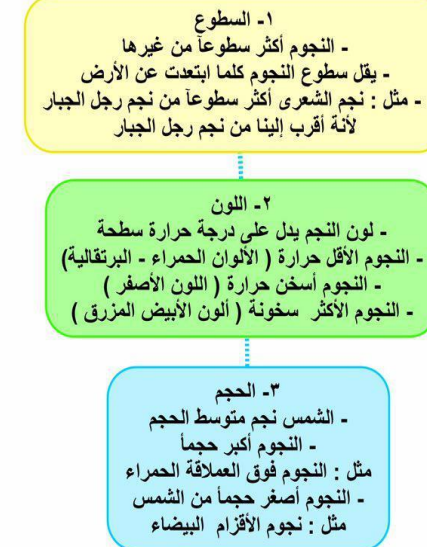 ١- السطوع
- النجوم أكثر سطوعاً من غيرها
- يقل سطوع النجوم كلما ابتعدت عن الأرض
- مثل : نجم الشعرى أكثر سطوعاً من نجم رجل الجبار
لأنة أقرب إلينا من نجم رجل الجبار
٢- اللون
- لون النجم يدل على درجة حرارة سطحة
- النجوم الأقل حرارة ( الألوان الحمراء - البرتقالية)
- النجوم أسخن حرارة ( اللون الأصفر )
- النجوم الأكثر سخونة ( ألون الأبيض المزرق )
٣- الحجم
- الشمس نجم متوسط الحجم
- النجوم أكبر حجماً
مثل : النجوم فوق العملاقة الحمراء
- النجوم أصغر حجماً من الشمس
مثل : نجوم الأقزام البيضاء